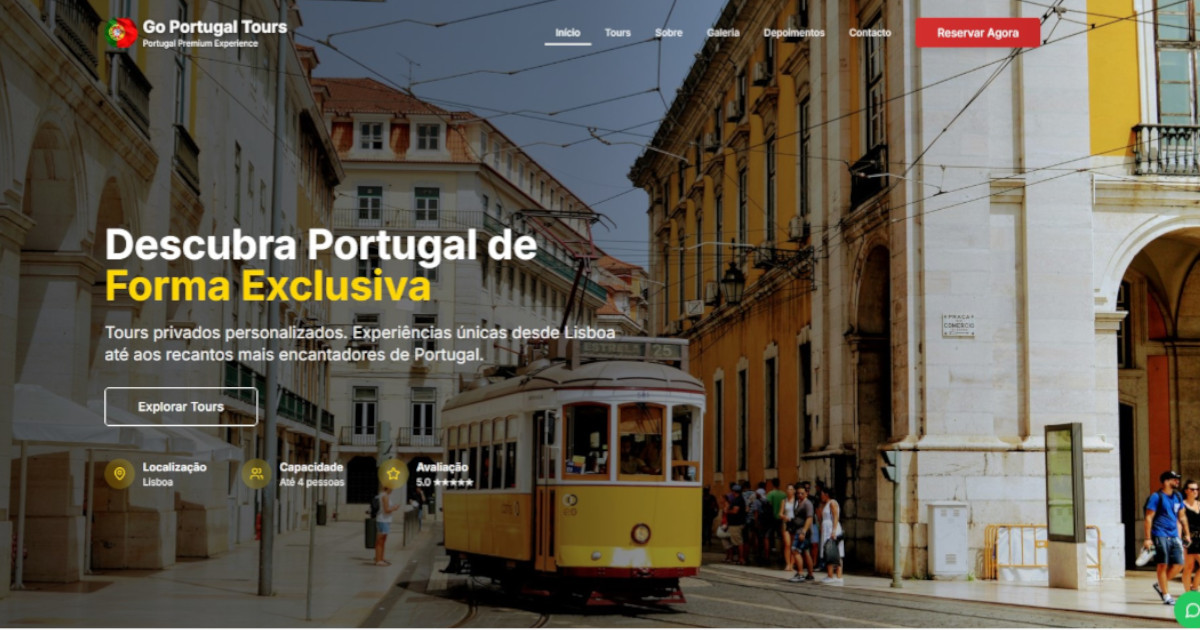 Go Portugal Tours
Portugal Premium Experience
Início
Tours
Sobre
Galeria
Depoimentos
Contacto
Reservar Agora
Descubra Portugal de
Forma Exclusiva
Tours privados personalizados. Experiências únicas desde Lisboa
até aos recantos mais encantadores de Portugal.
Explorar Tours
Localização
Lisboa
Capacidade
Até 4 pessoas
Avaliação
5.0 ★★★★★
25
PRAÇA
DO
COMÉRCIO